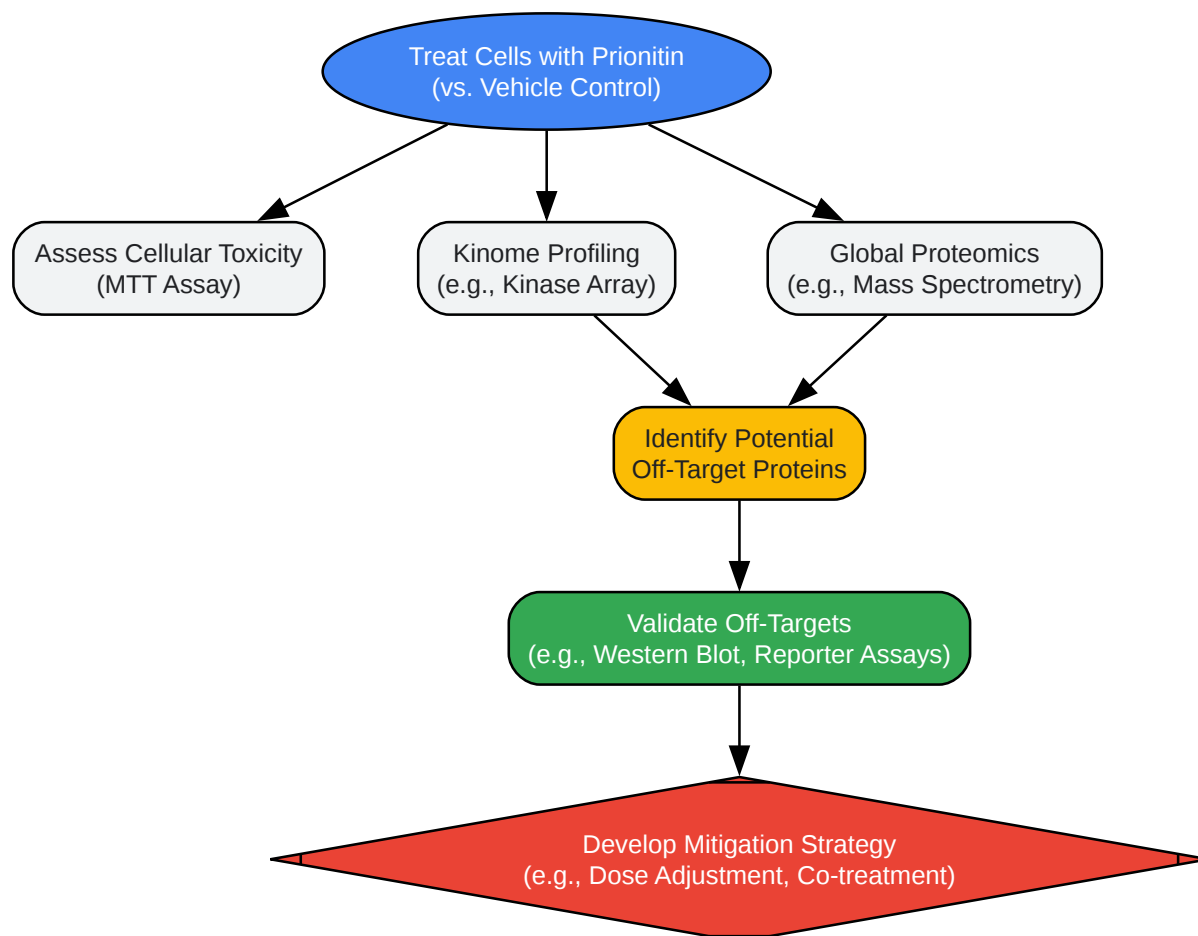 Treat Cells with Prionitin
(vs. Vehicle Control)
Assess Cellular Toxicity
(MTT Assay)
Kinome Profiling
(e.g., Kinase Array)
Global Proteomics
(e.g., Mass Spectrometry)
Identify Potential
Off-Target Proteins
Validate Off-Targets
(e.g., Western Blot, Reporter Assays)
Develop Mitigation Strategy
(e.g., Dose Adjustment, Co-treatment)